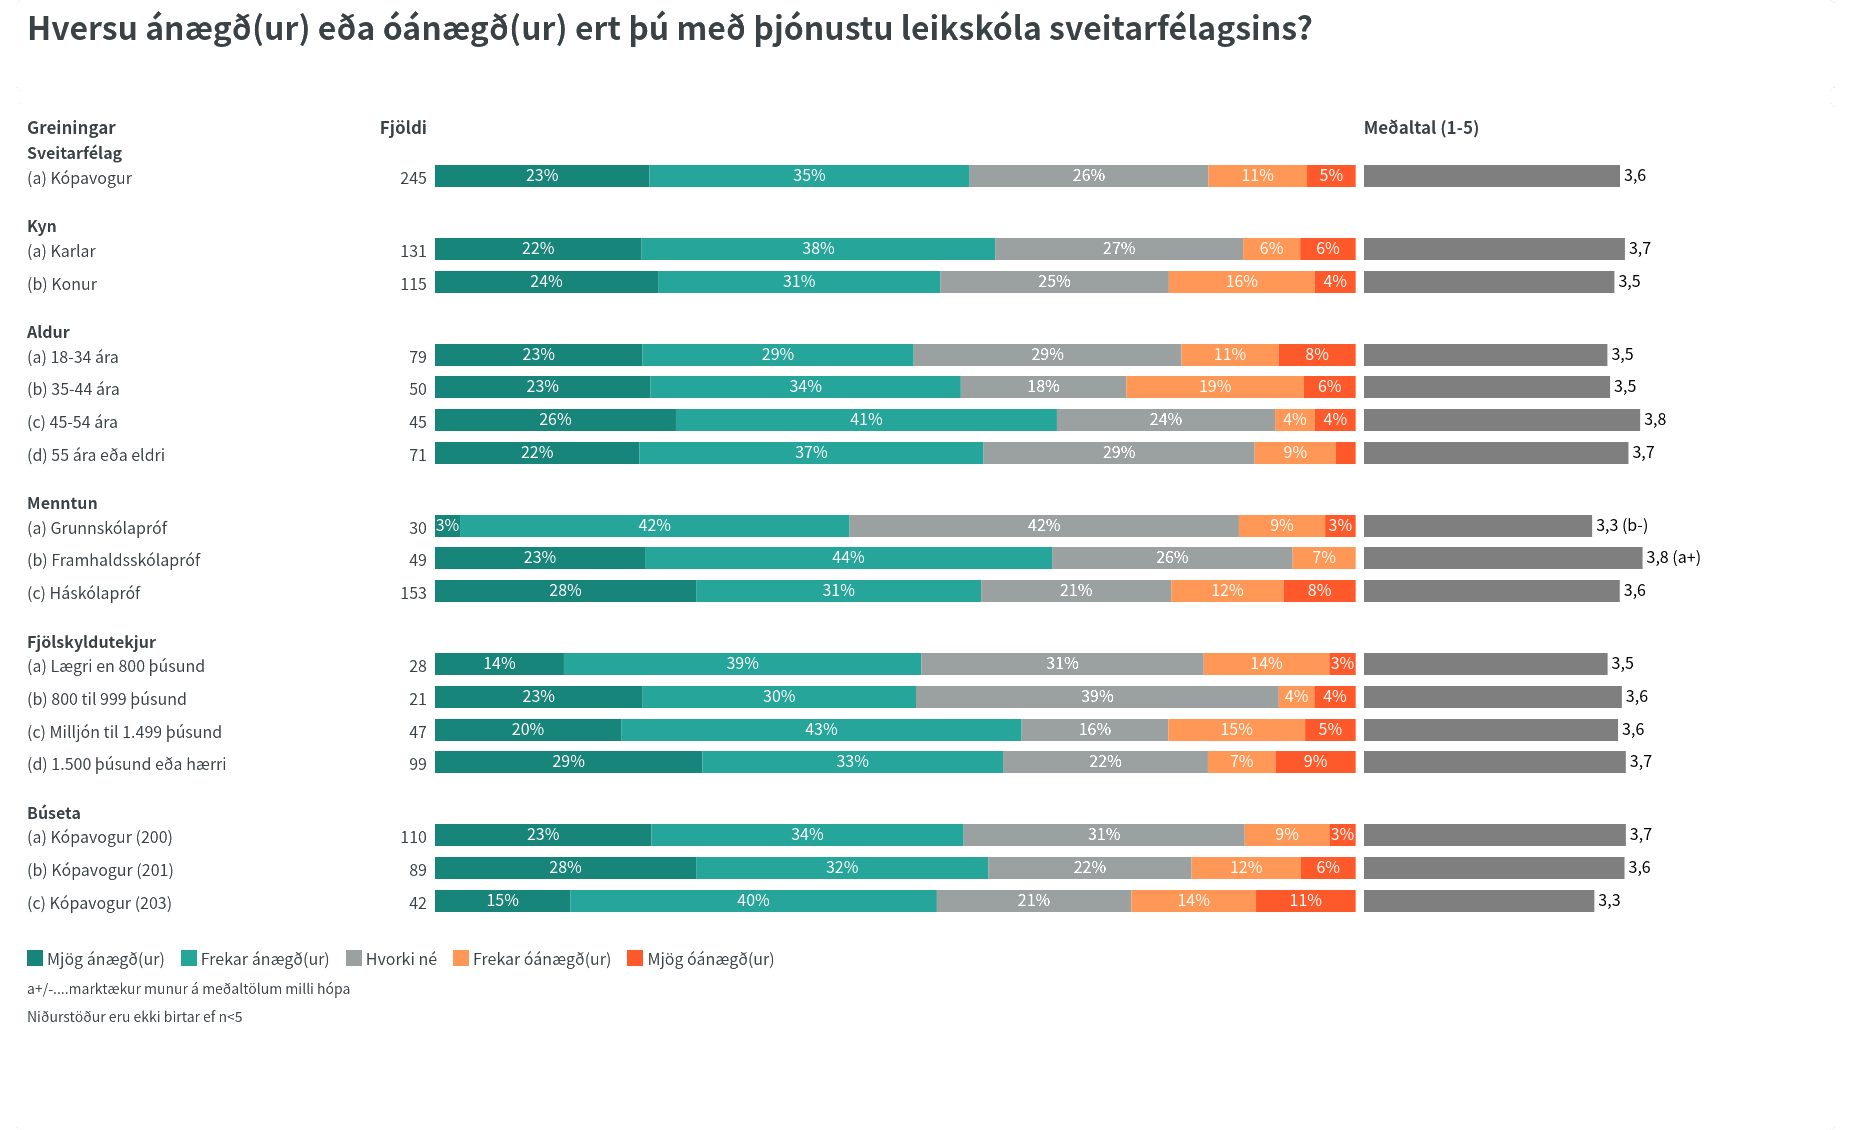 Hversu ánægð(ur) eða óánægð(ur) ert þú með þjónustu leikskóla sveitarfélagsins?
Greiningar Fjöldi Meðaltal (1-5)
Sveitarfélag
(a) Kópavogur 245 23% 35% 26% 11% 5% 3,6
Kyn
(a) Karlar 131 22% 38% 27% 6% 6% 3,7
(b) Konur 115 24% 31% 25% 16% 4% 3,5
Aldur
(a) 18-34 ára 79 23% 29% 29% 11% 8% 3,5
(b) 35-44 ára 50 23% 34% 18% 19% 6% 3,5
(c) 45-54 ára 45 26% 41% 24% 4% 4% 3,8
(d) 55 ára eða eldri 71 22% 37% 29% 9% 3,7
Menntun
(a) Grunnskólapróf 30 3% 42% 42% 9% 3% 3,3 (b-)
(b) Framhaldsskólapróf 49 23% 44% 26% 7% 3,8 (a+)
(c) Háskólapróf 153 28% 31% 21% 12% 8% 3,6
Fjölskyldutekjur
(a) Lægri en 800 þúsund 28 14% 39% 31% 14% 3% 3,5
(b) 800 til 999 þúsund 21 23% 30% 39% 4% 4% 3,6
(c) Milljón til 1.499 þúsund 47 20% 43% 16% 15% 5% 3,6
(d) 1.500 þúsund eða hærri 99 29% 33% 22% 7% 9% 3,7
Búseta
(a) Kópavogur (200) 110 23% 34% 31% 9% 3% 3,7
(b) Kópavogur (201) 89 28% 32% 22% 12% 6% 3,6
(c) Kópavogur (203) 42 15% 40% 21% 14% 11% 3,3
Mjög ánægð(ur) Frekar ánægð(ur) Hvorki né Frekar óánægð(ur) Mjög óánægð(ur)
a+/-....marktækur munur á meðaltölum milli hópa
Niðurstöður eru ekki birtar ef n<5